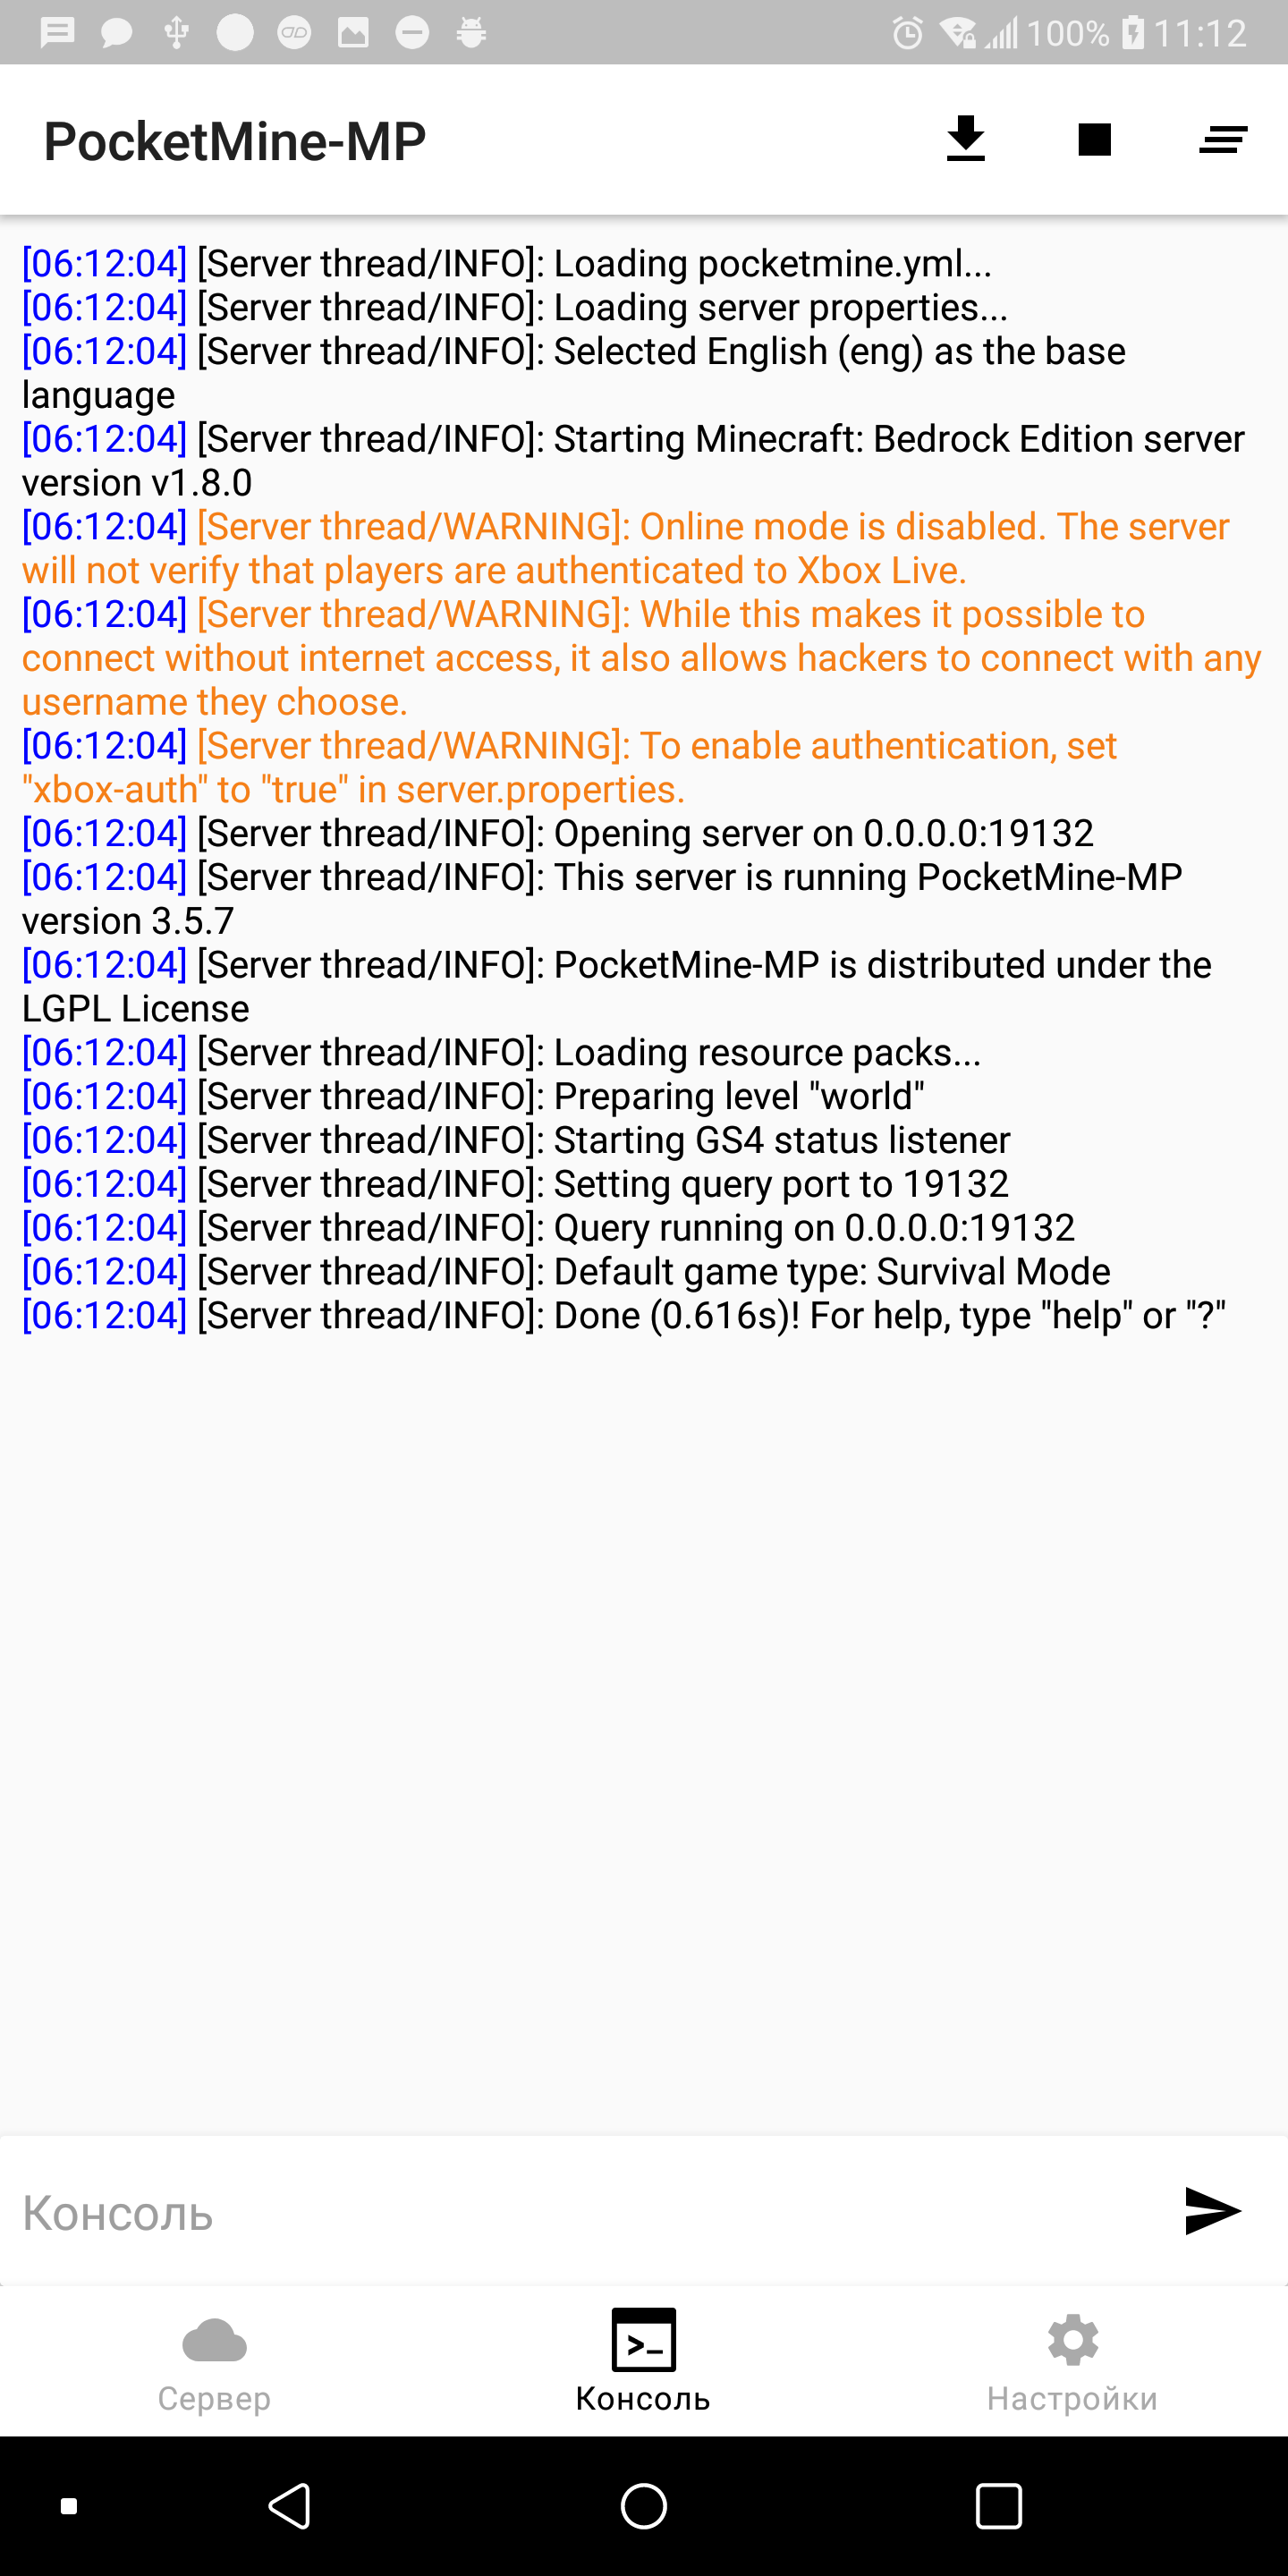 100% 11:12
PocketMine-MP
[06:12:04] [Server thread/INFO]: Loading pocketmine.yml...
[06:12:04] [Server thread/INFO]: Loading server properties...
[06:12:04] [Server thread/INFO]: Selected English (eng) as the base
language
[06:12:04] [Server thread/INFO]: Starting Minecraft: Bedrock Edition server
version v1.8.0
[06:12:04] [Server thread/WARNING]: Online mode is disabled. The server
will not verify that players are authenticated to Xbox Live.
[06:12:04] [Server thread/WARNING]: While this makes it possible to
connect without internet access, it also allows hackers to connect with any
username they choose.
[06:12:04] [Server thread/WARNING]: To enable authentication, set
"xbox-auth" to "true" in server.properties.
[06:12:04] [Server thread/INFO]: Opening server on 0.0.0.0:19132
[06:12:04] [Server thread/INFO]: This server is running PocketMine-MP
version 3.5.7
[06:12:04] [Server thread/INFO]: PocketMine-MP is distributed under the
LGPL License
[06:12:04] [Server thread/INFO]: Loading resource packs...
[06:12:04] [Server thread/INFO]: Preparing level "world"
[06:12:04] [Server thread/INFO]: Starting GS4 status listener
[06:12:04] [Server thread/INFO]: Setting query port to 19132
[06:12:04] [Server thread/INFO]: Query running on 0.0.0.0:19132
[06:12:04] [Server thread/INFO]: Default game type: Survival Mode
[06:12:04] [Server thread/INFO]: Done (0.616s)! For help, type "help" or "?"
Консоль
Сервер
Консоль
Настройки